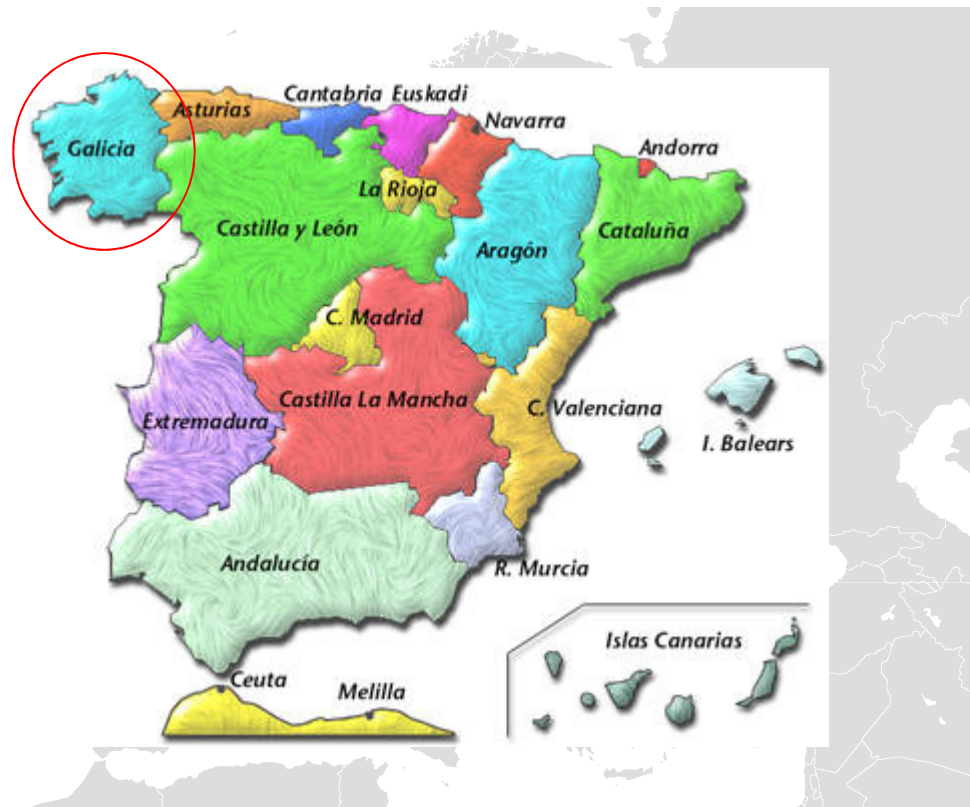 Cantabria
Euskadi
Asturias
Navarra
Galicia
Andorra
La Rioja
Castilla y León
Cataluña
Aragón
C. Madrid
Castilla La Mancha
C. Valenciana
Extremadura
I. Balears
Andalucía
R. Murcia
Islas Canarias
Ceuta
Melilla